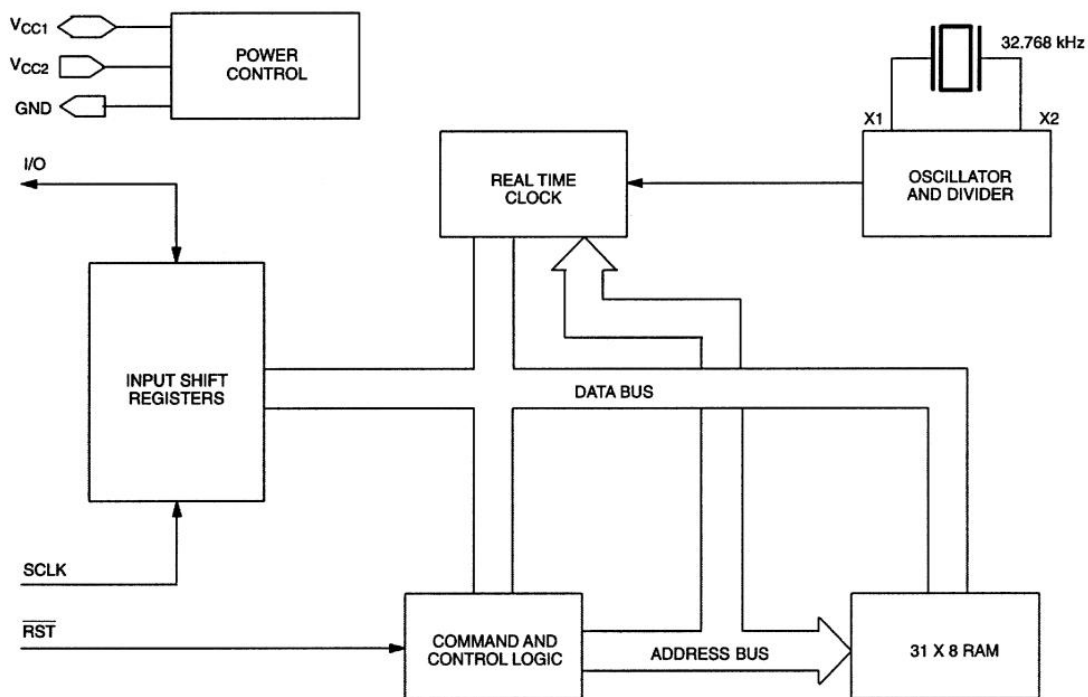 VCC1
VCC2
GND
POWER
CONTROL
32.768 kHz
X1
X2
I/O
REAL TIME
CLOCK
OSCILLATOR
AND DIVIDER
INPUT SHIFT
REGISTERS
DATA BUS
SCLK
RST
COMMAND AND
CONTROL LOGIC
ADDRESS BUS
31 X 8 RAM